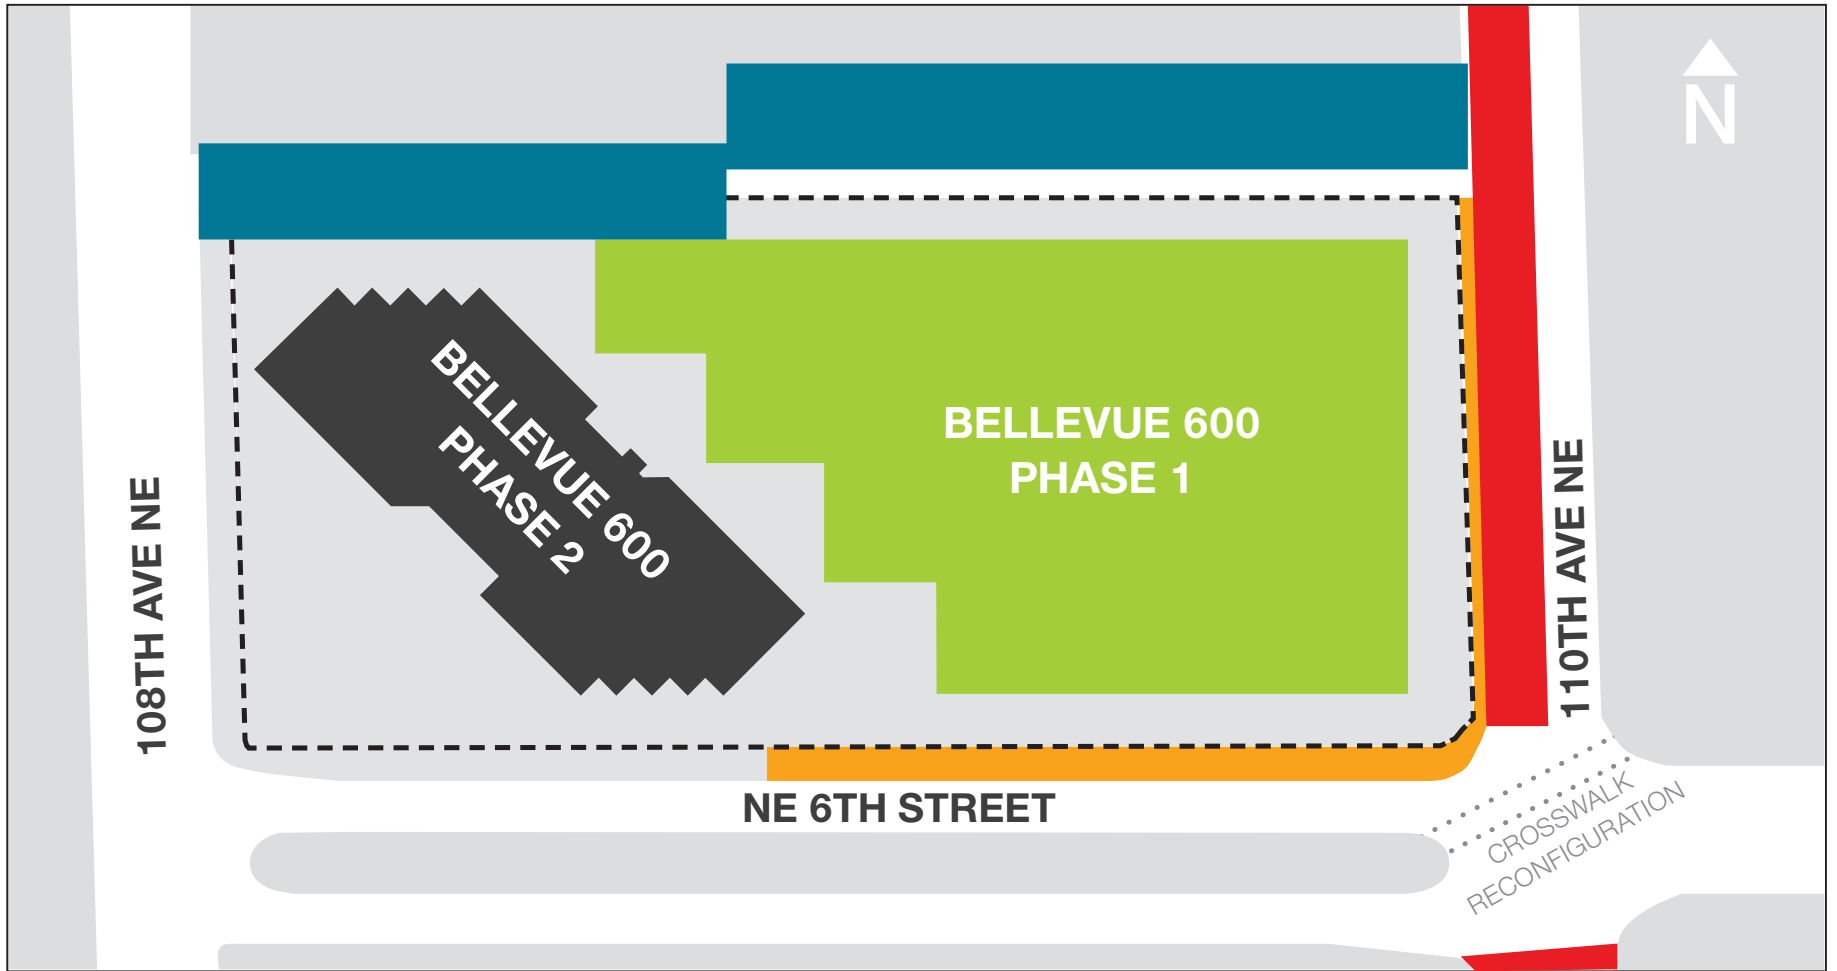 N
BELLEVUE 600
PHASE 2
BELLEVUE 600
PHASE 1
108TH AVE NE
110TH AVE NE
NE 6TH STREET
CROSSWALK
RECONFIGURATION